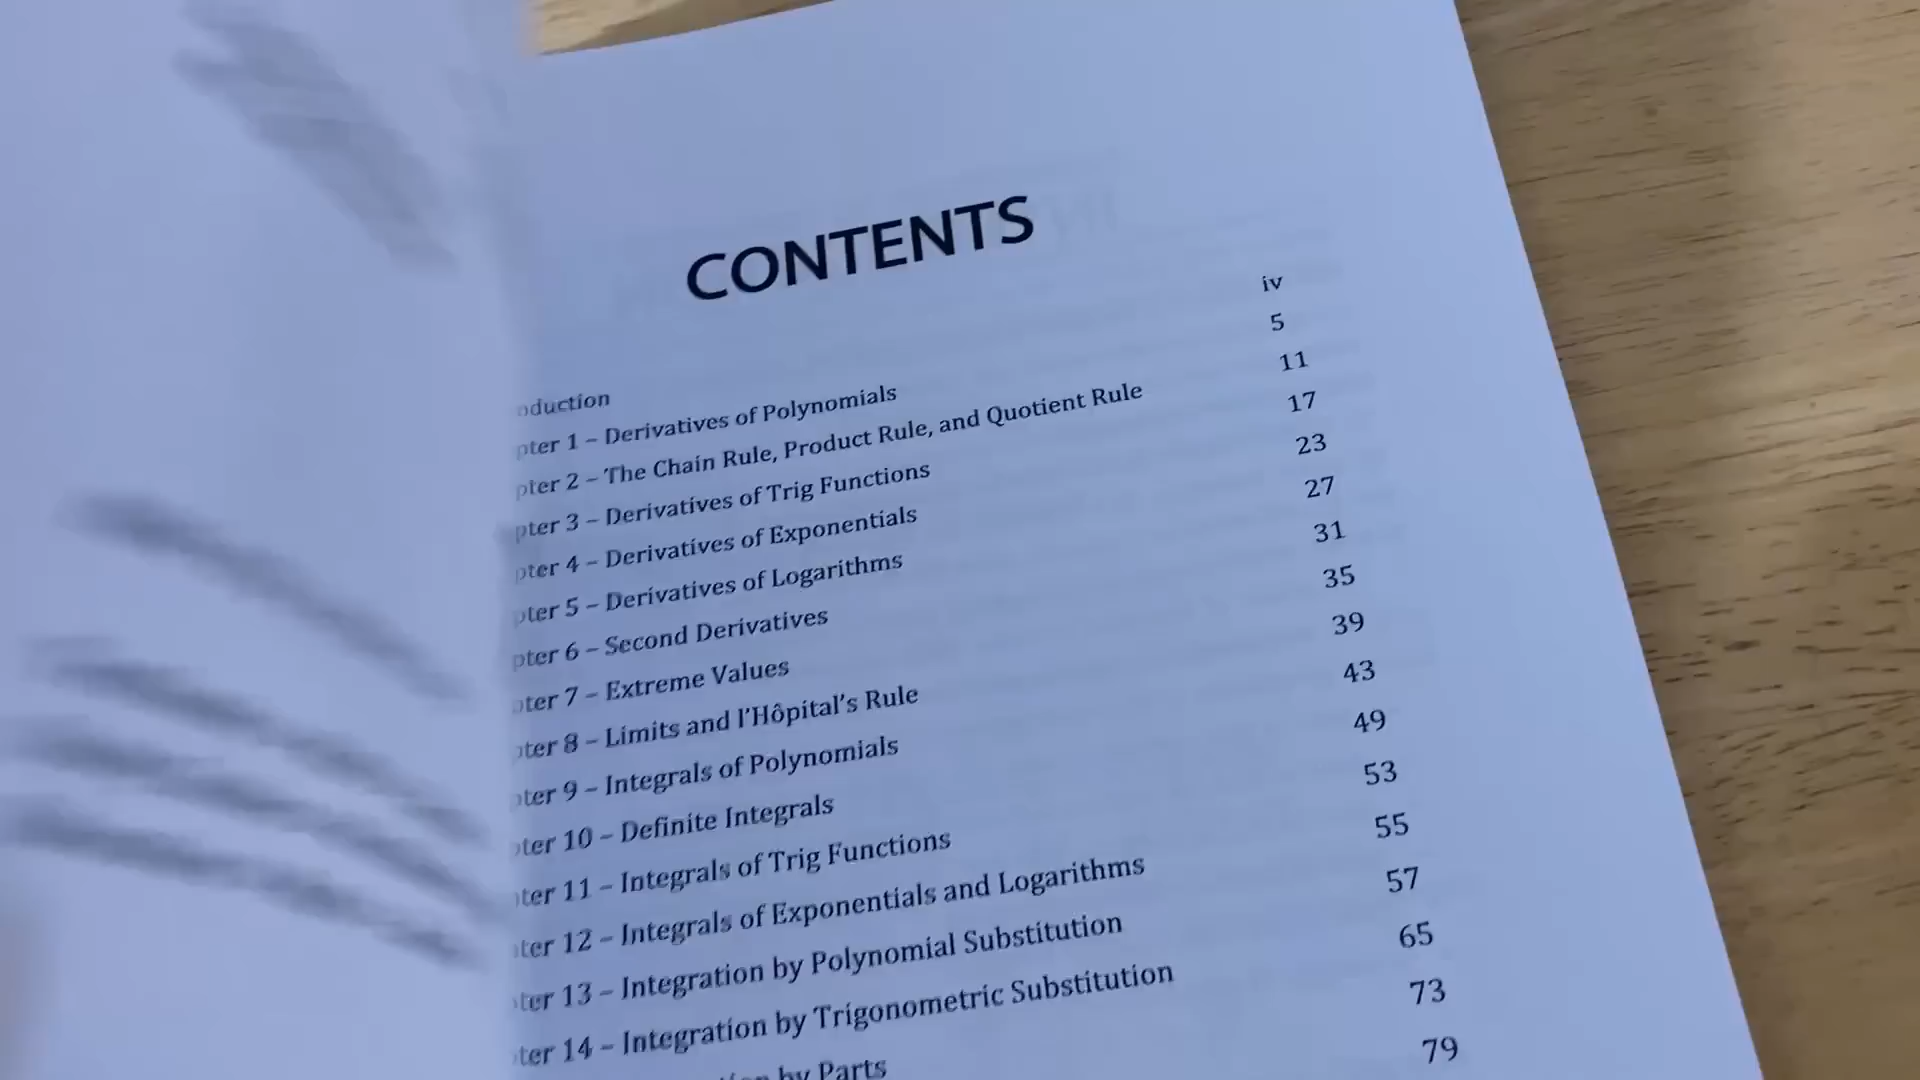 CONTENTS
oduction iv
pter 1 – Derivatives of Polynomials 5
pter 2 – The Chain Rule, Product Rule, and Quotient Rule 11
pter 3 – Derivatives of Trig Functions 17
pter 4 – Derivatives of Exponentials 23
pter 5 – Derivatives of Logarithms 27
pter 6 – Second Derivatives 31
pter 7 – Extreme Values 35
pter 8 – Limits and l'Hôpital's Rule 39
pter 9 – Integrals of Polynomials 43
pter 10 – Definite Integrals 49
ter 11 – Integrals of Trig Functions 53
ter 12 – Integrals of Exponentials and Logarithms 55
ter 13 – Integration by Polynomial Substitution 57
ter 14 – Integration by Trigonometric Substitution 65
by Parts 73
79